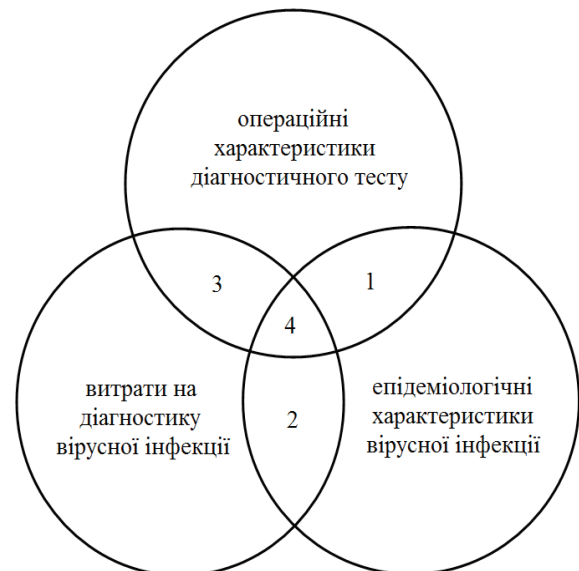 операційні
характеристики
діагностичного тесту
3
1
4
витрати на
діагностику
вірусної інфекції
2
епідеміологічні
характеристики
вірусної інфекції